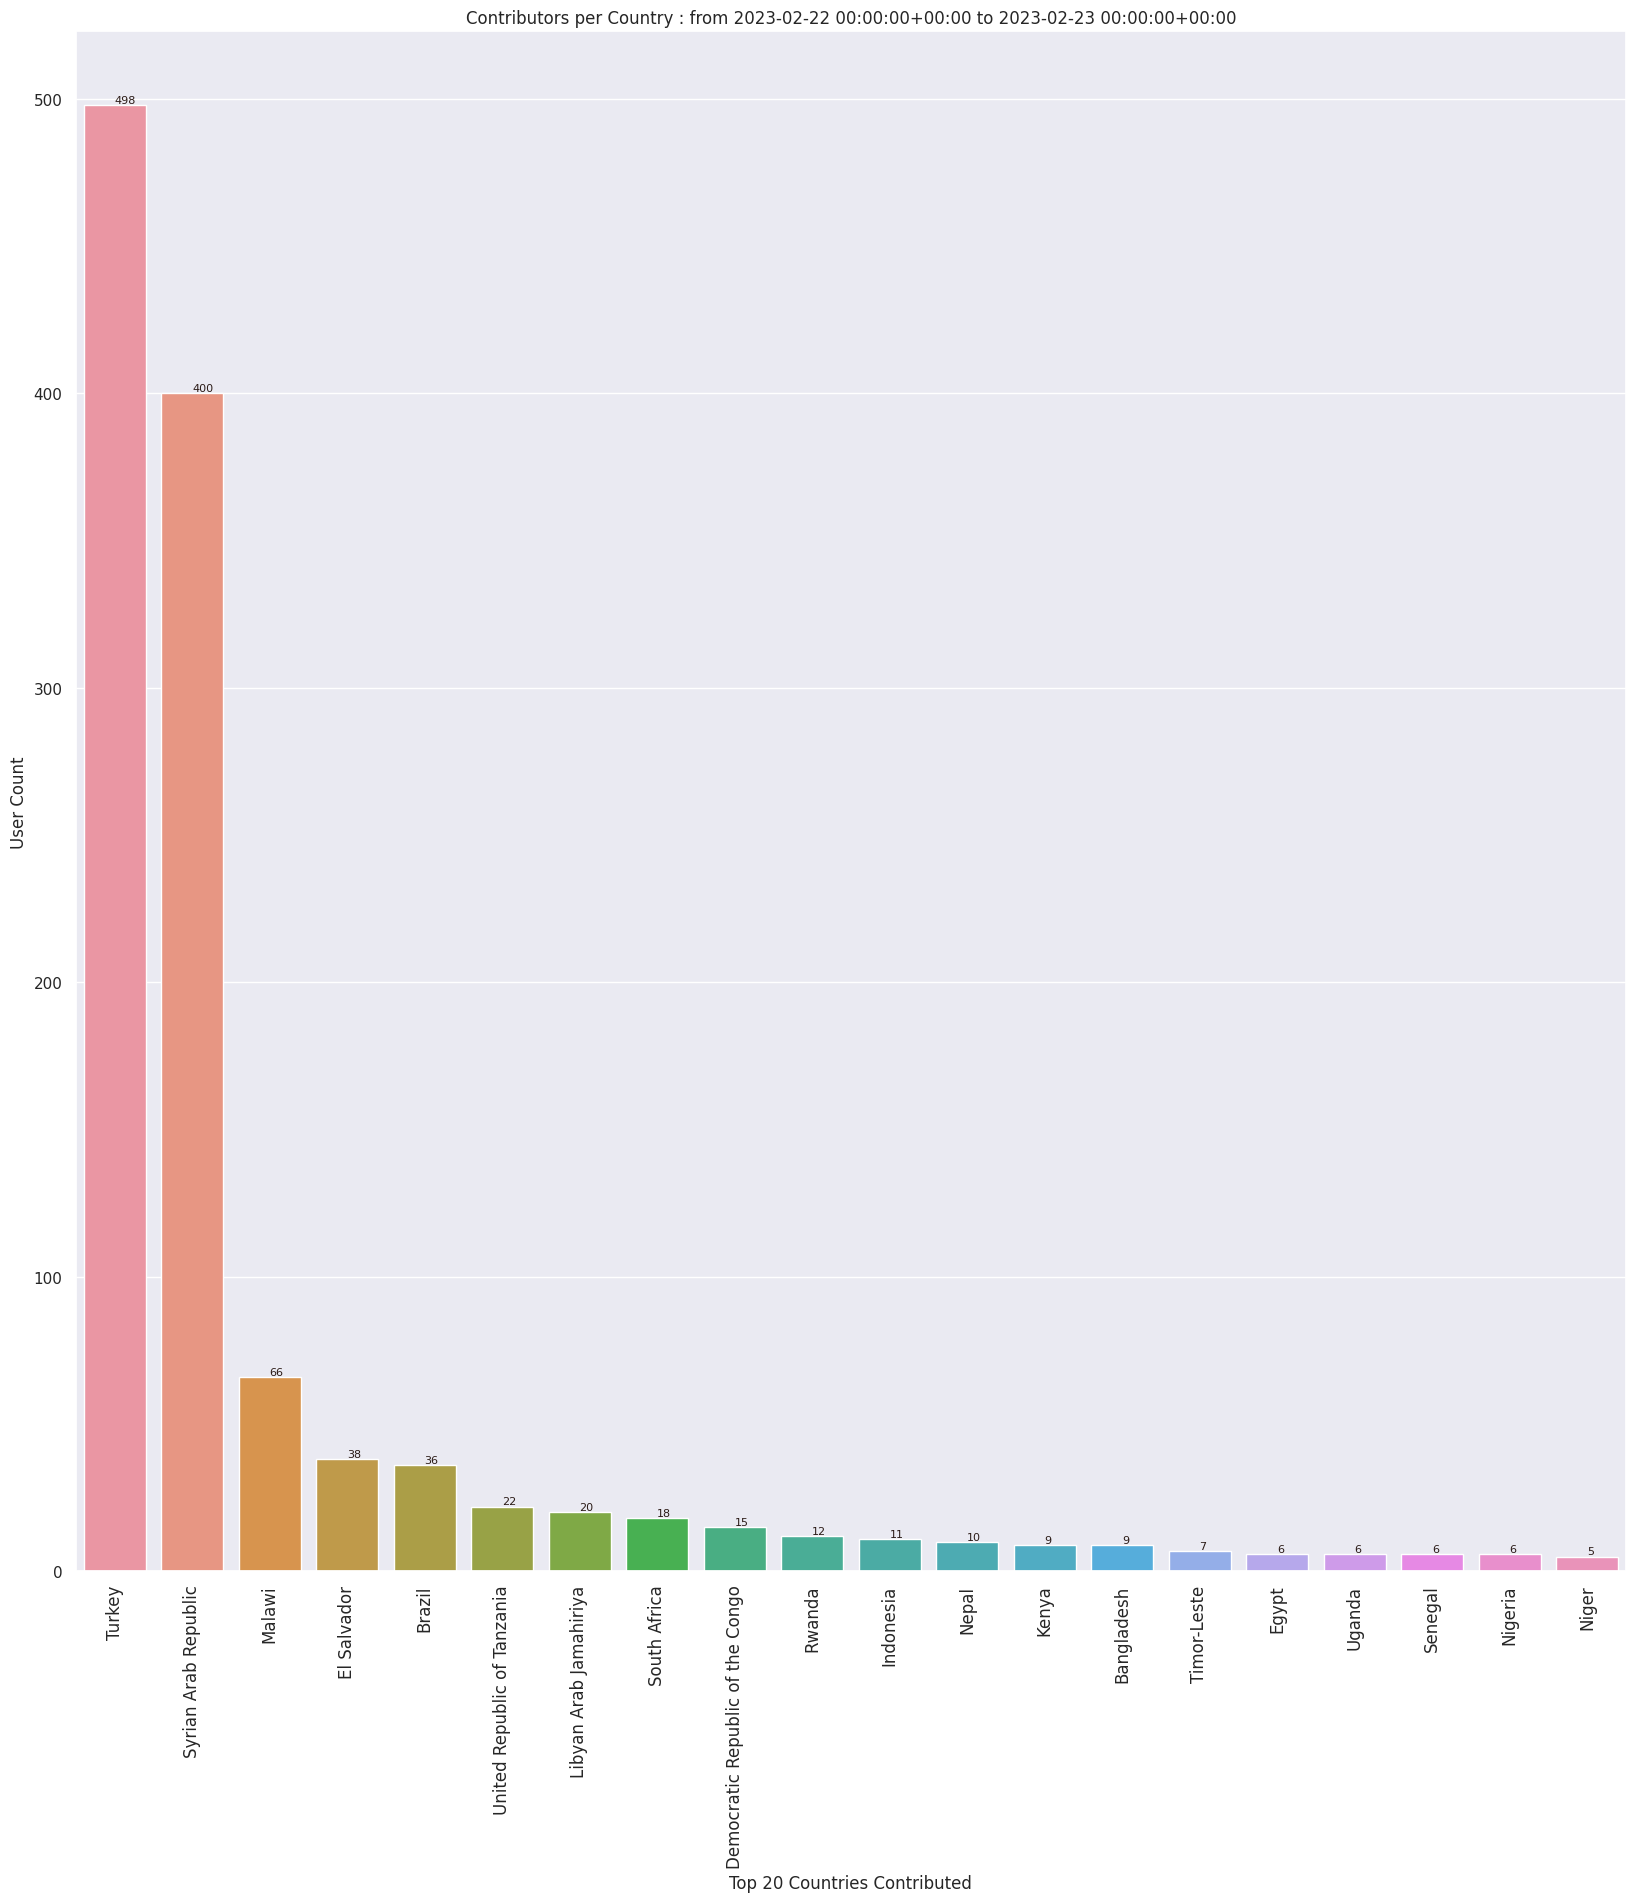 Contributors per Country : from 2023-02-22 00:00:00+00:00 to 2023-02-23 00:00:00+00:00
User Count
500
400
300
200
100
0
498
400
66
38
36
22
20
18
15
12
11
10
9
9
7
6
6
6
6
5
Turkey
Syrian Arab Republic
Malawi
El Salvador
Brazil
United Republic of Tanzania
Libyan Arab Jamahiriya
South Africa
Democratic Republic of the Congo
Rwanda
Indonesia
Nepal
Kenya
Bangladesh
Timor-Leste
Egypt
Uganda
Senegal
Nigeria
Niger
Top 20 Countries Contributed